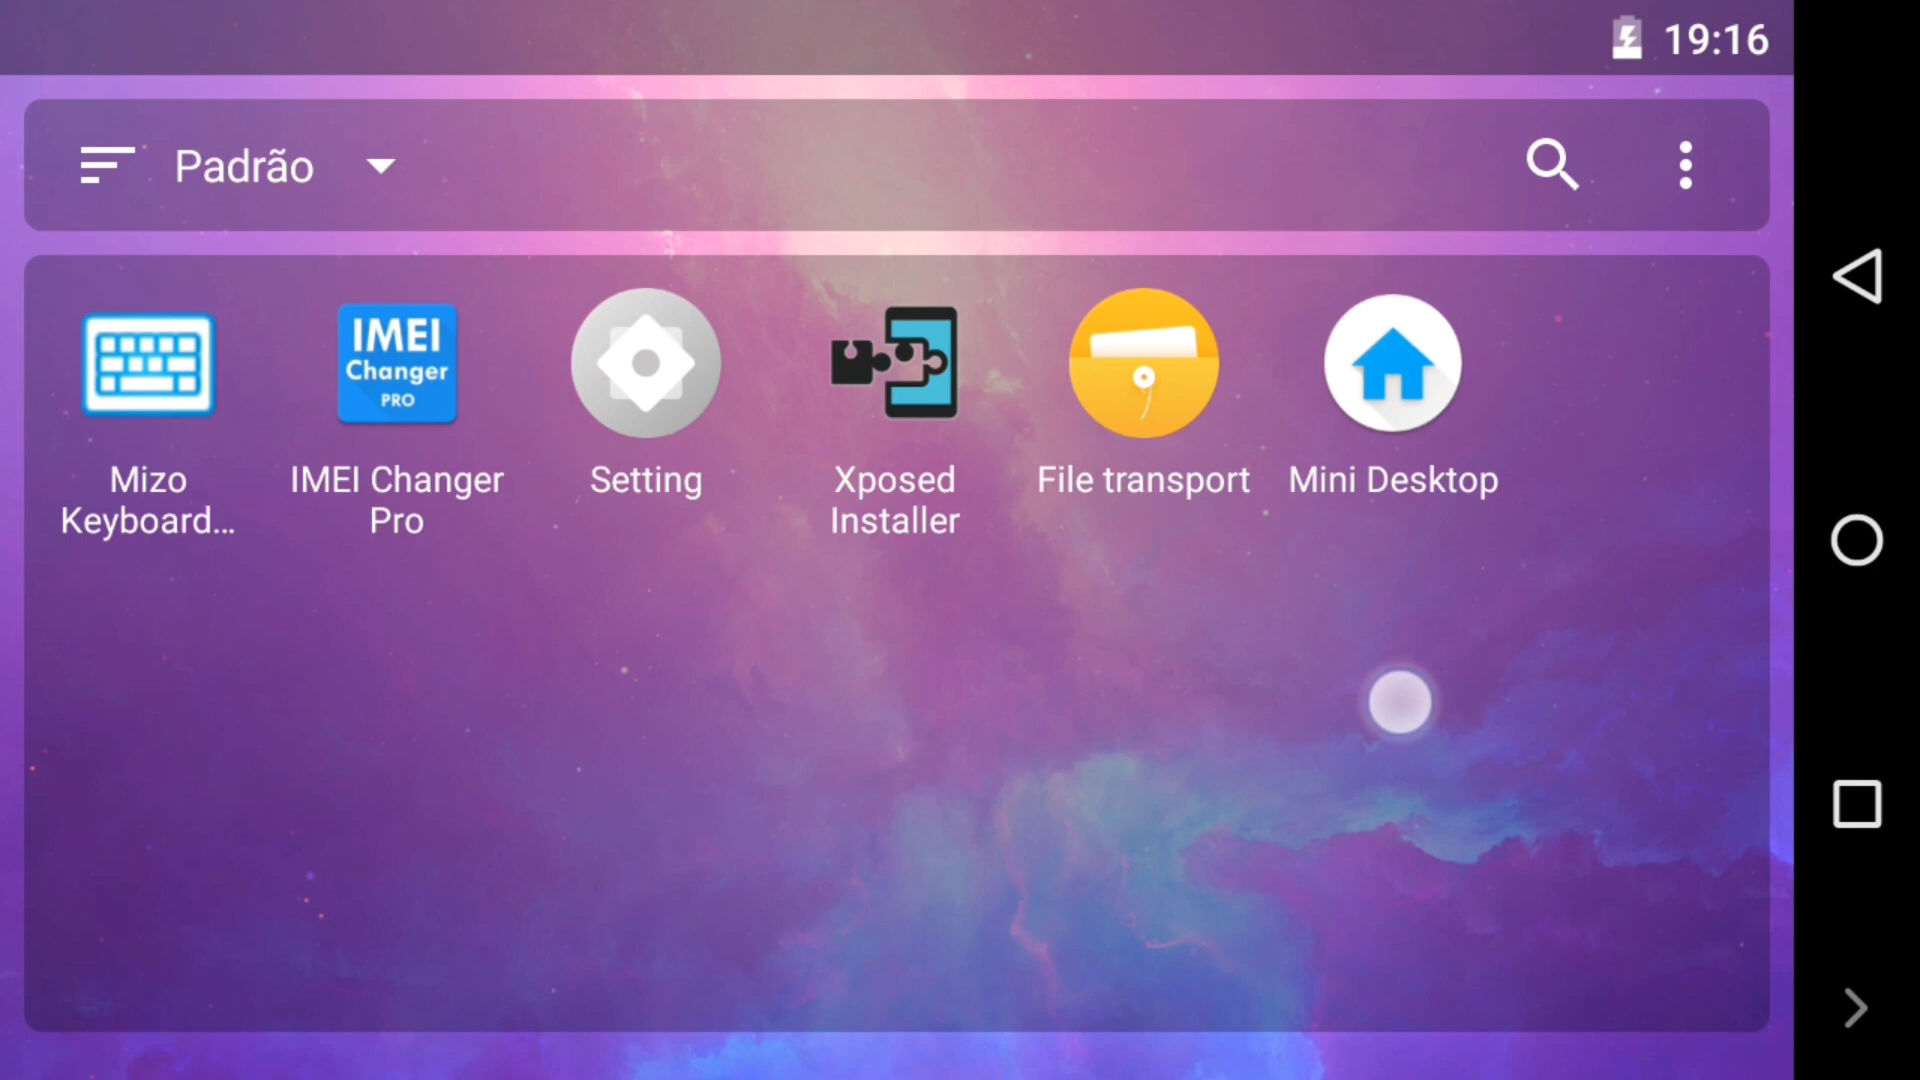 19:16
Padrão
IMEI
Changer
PRO
Mizo
Keyboard...
IMEI Changer
Pro
Setting
Xposed
Installer
File transport
Mini Desktop